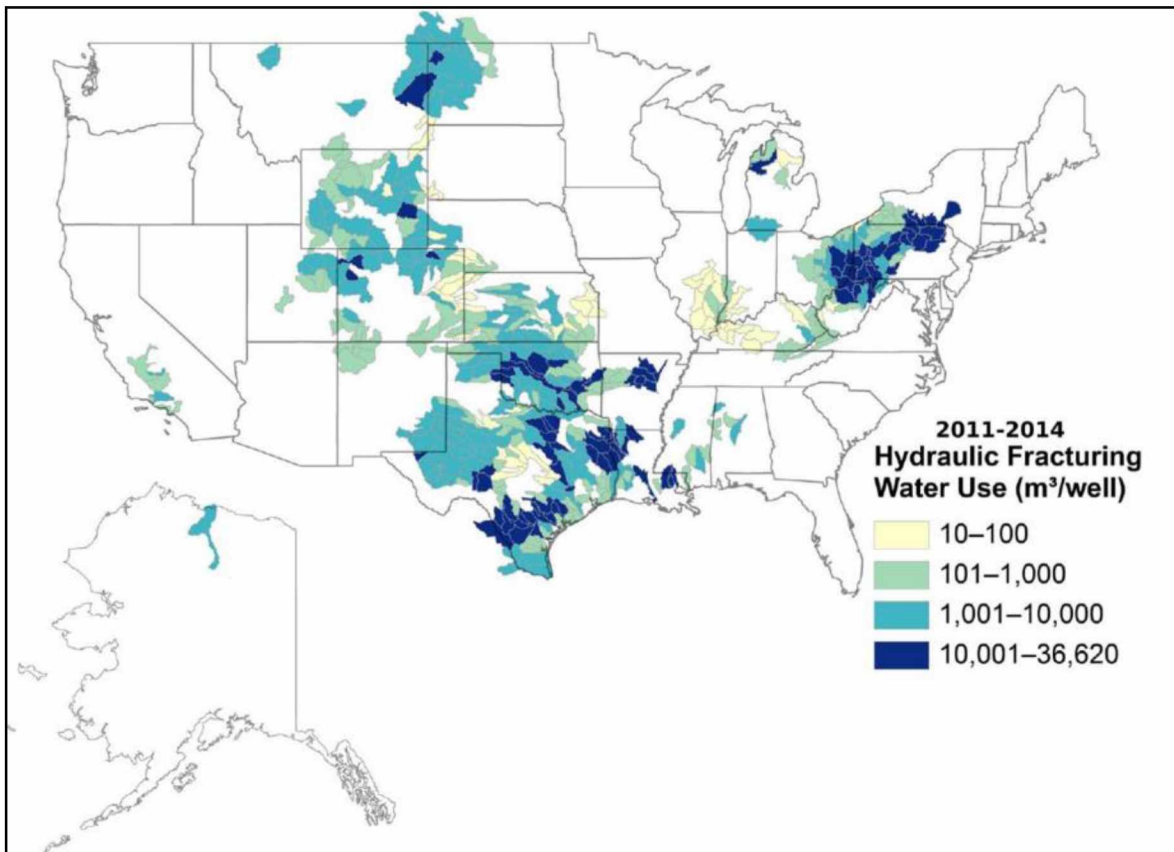 2011-2014
Hydraulic Fracturing
Water Use (m³/well)
10–100
101–1,000
1,001–10,000
10,001–36,620